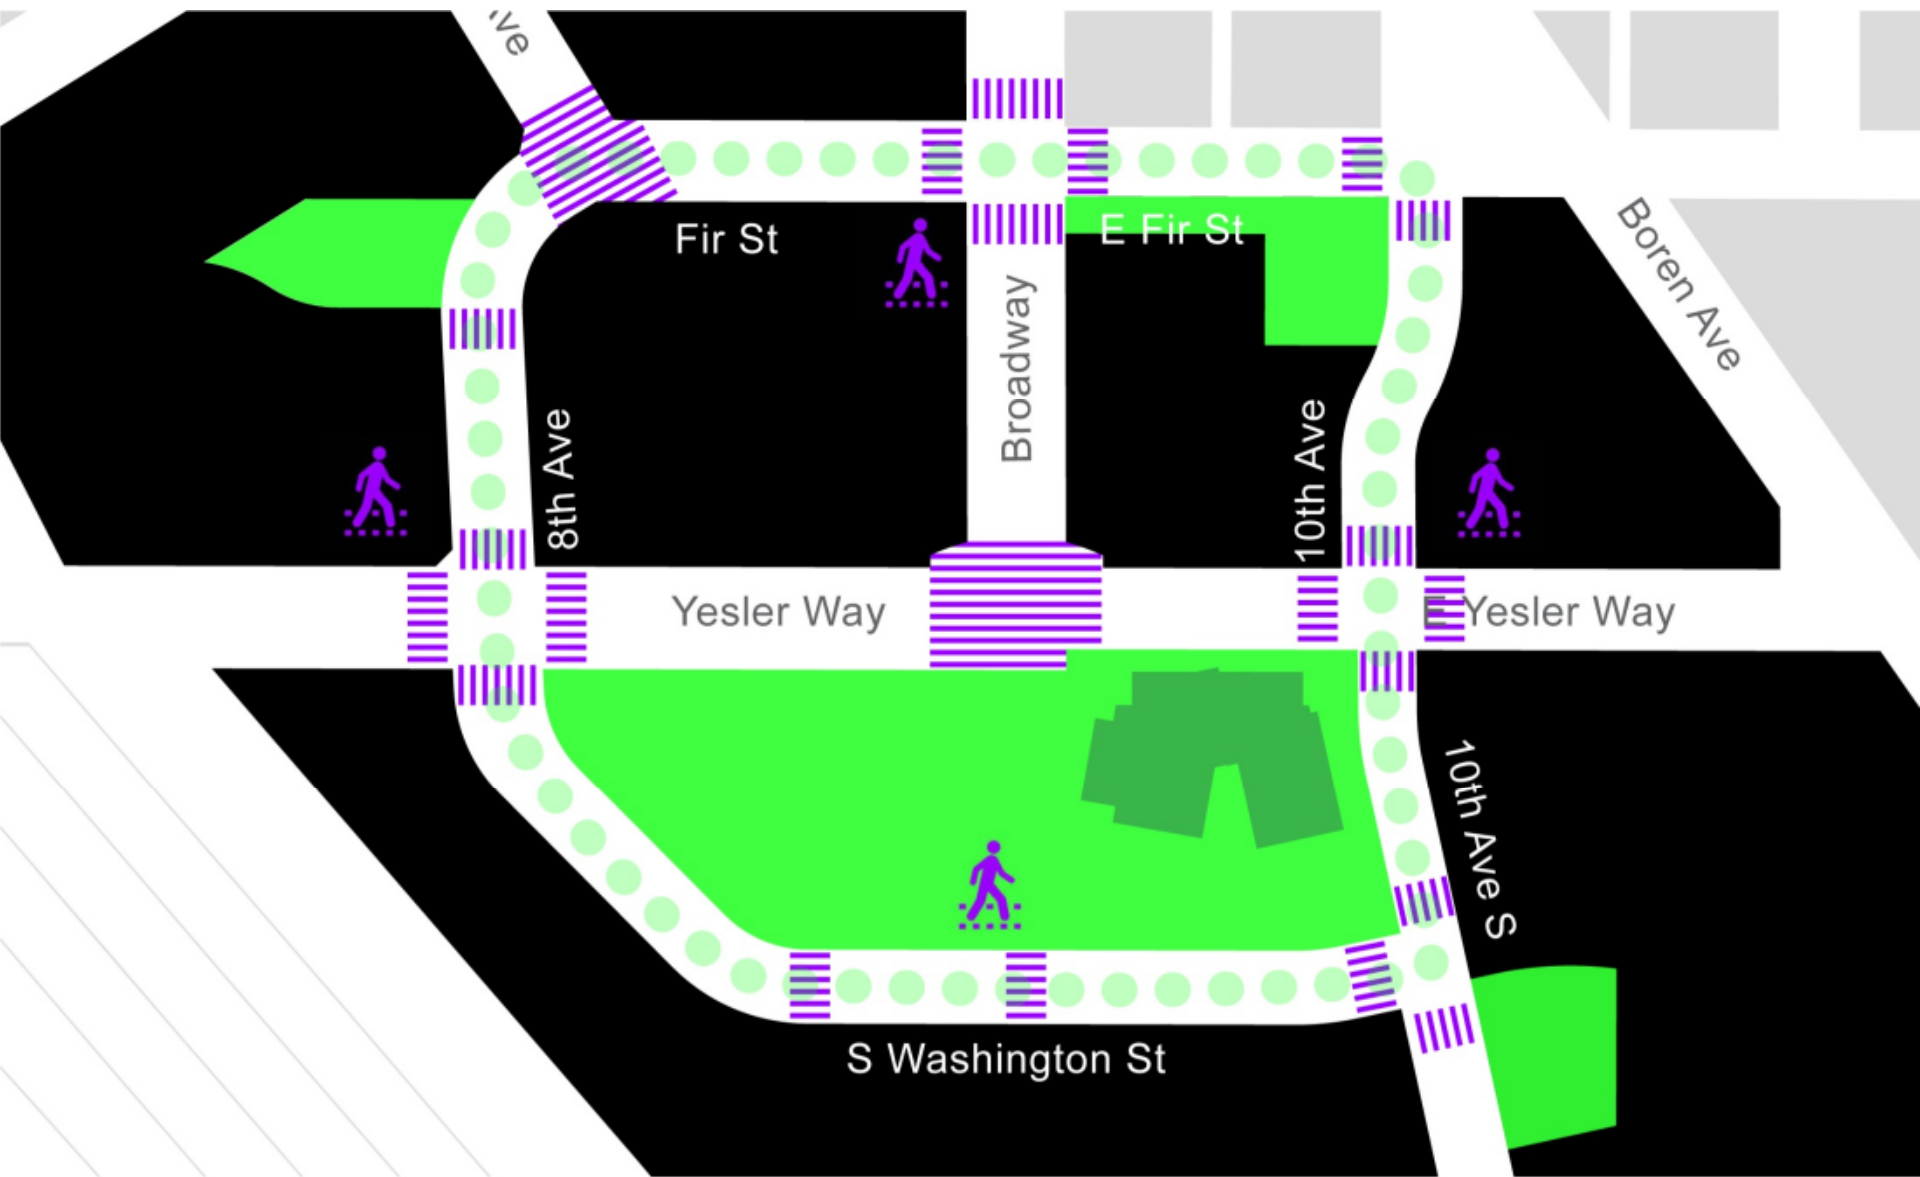 Fir St
E Fir St
Boren Ave
Broadway
8th Ave
10th Ave
Yesler Way
E Yesler Way
10th Ave S
S Washington St